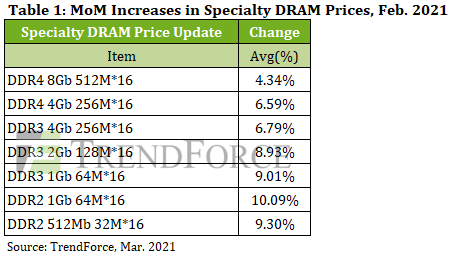 Table 1: MoM Increases in Specialty DRAM Prices, Feb. 2021
Specialty DRAM Price Update Change
Item Avg(%)
DDR4 8Gb 512M*16 4.34%
DDR4 4Gb 256M*16 6.59%
DDR3 4Gb 256M*16 6.79%
TRENDFORCE
DDR3 2Gb 128M*16 8.93%
DDR3 1Gb 64M*16 9.01%
DDR2 1Gb 64M*16 10.09%
DDR2 512Mb 32M*16 9.30%
Source: TrendForce, Mar. 2021